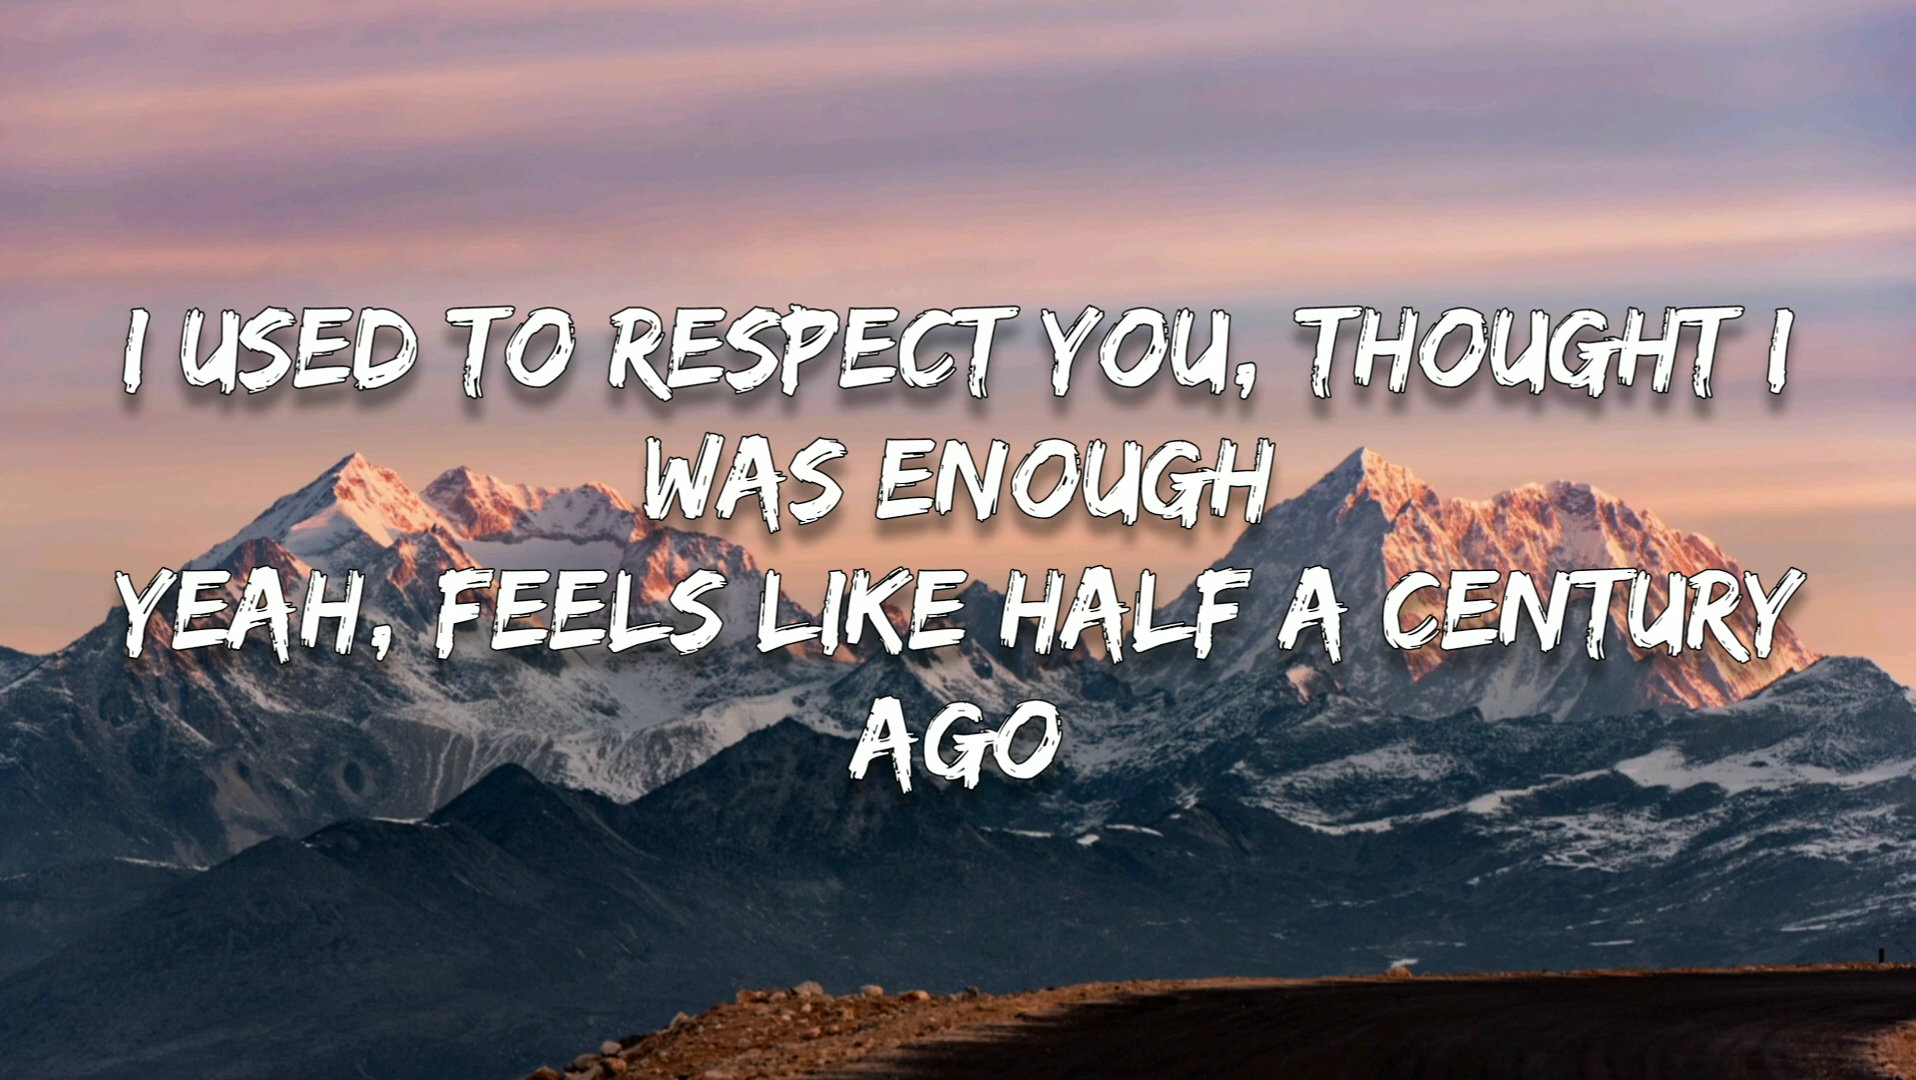 I USED TO RESPECT YOU, THOUGHT I
WAS ENOUGH
YEAH, FEELS LIKE HALF A CENTURY
AGO